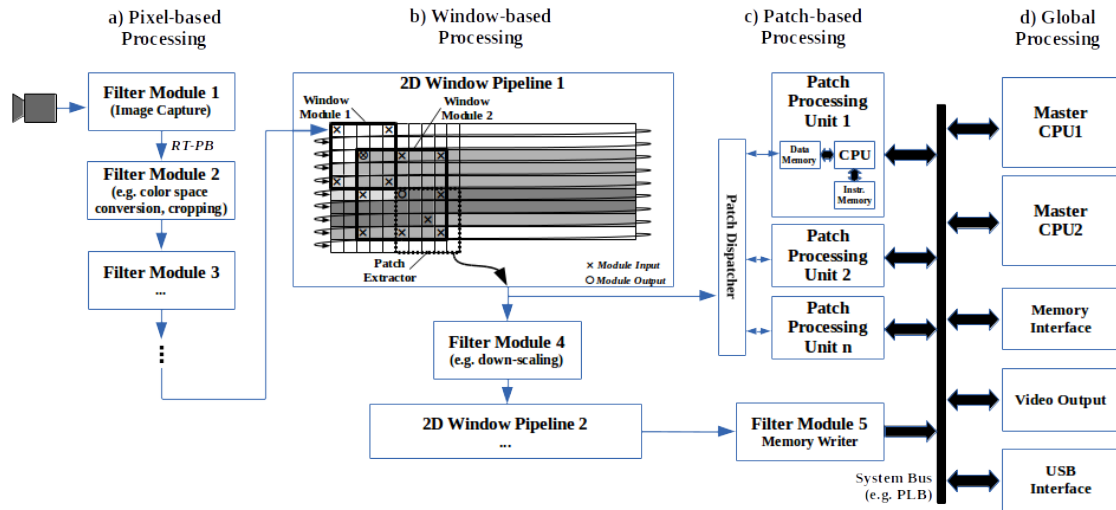 a) Pixel-based
Processing
b) Window-based
Processing
c) Patch-based
Processing
d) Global
Processing
Filter Module 1
(Image Capture)
RT-PB
Filter Module 2
(e.g. color space
conversion, cropping)
Filter Module 3
...
2D Window Pipeline 1
Window
Module 1
Window
Module 2
Patch
Extractor
× Module Input
O Module Output
Filter Module 4
(e.g. down-scaling)
2D Window Pipeline 2
...
Patch Dispatcher
Patch
Processing
Unit 1
Data
Memory
CPU
Instr.
Memory
Patch
Processing
Unit 2
Patch
Processing
Unit n
Filter Module 5
Memory Writer
System Bus
(e.g. PLB)
Master
CPU1
Master
CPU2
Memory
Interface
Video Output
USB
Interface